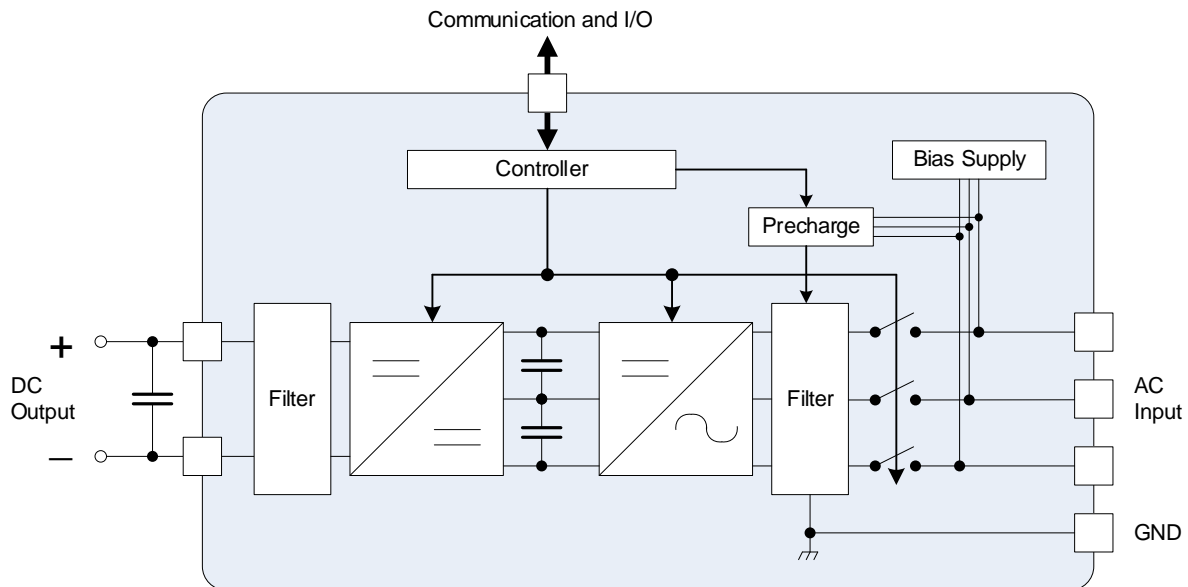 Communication and I/O
Controller
Bias Supply
Precharge
+
DC
Output
–
Filter
Filter
AC
Input
GND